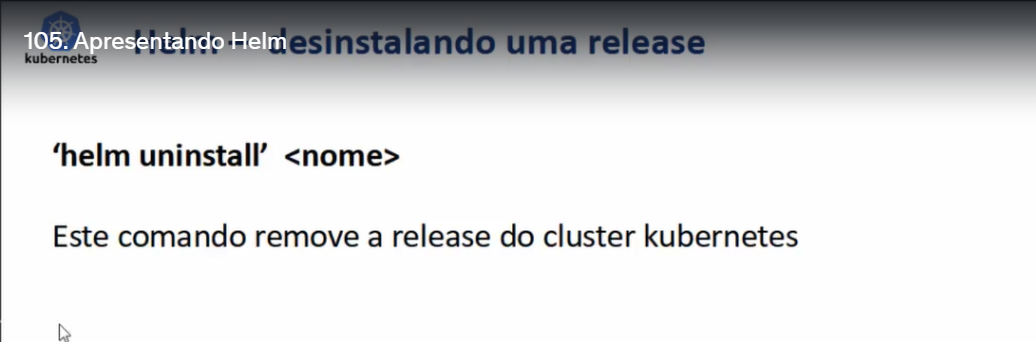 105. Apresentando Helm
Helm – desinstalando uma release
kubernetes
‘helm uninstall’ <nome>
Este comando remove a release do cluster kubernetes